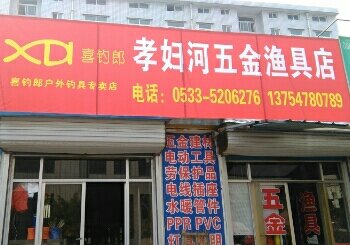 XDI 喜钓郎
喜钓郎户外钓具专卖店
孝妇河五金渔具店
电话：0533-5206276 13754780789
五金建材
电动工具
劳保护品
电线插座
水暖管件
PPR PVC
五金
渔具